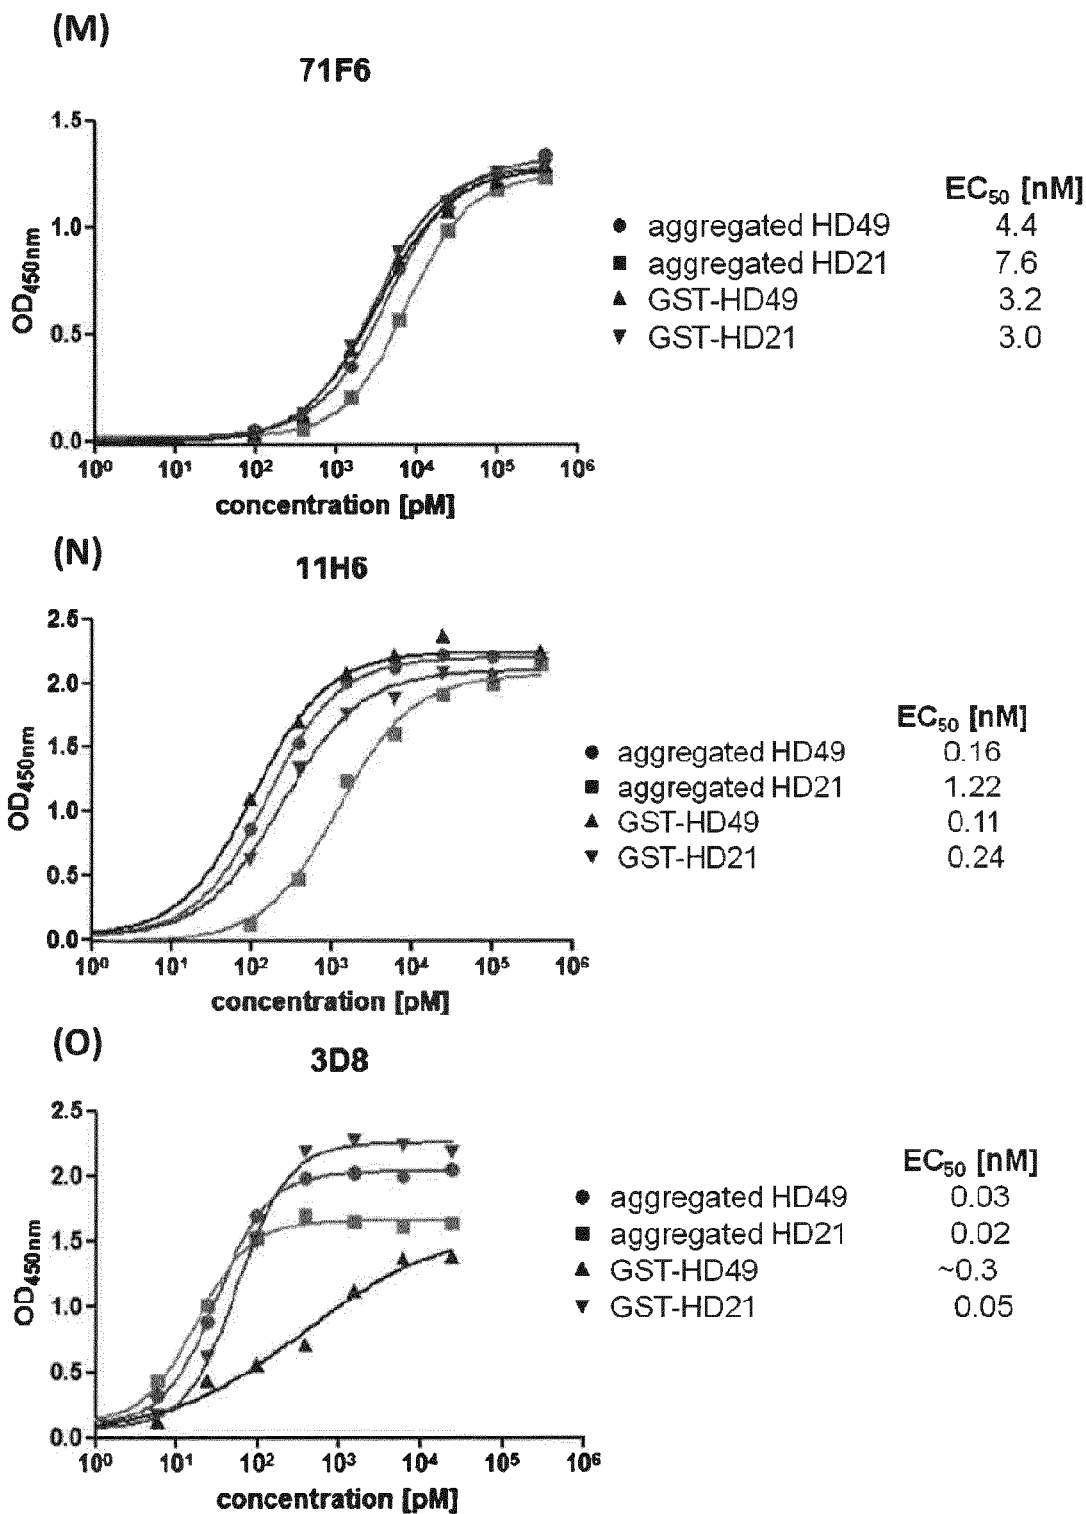 (M)
71F6
1.5
1.0
0.5
0.0
OD450nm
10⁰ 10¹ 10² 10³ 10⁴ 10⁵ 10⁶
concentration [pM]
EC₅₀ [nM]
aggregated HD49 4.4
aggregated HD21 7.6
GST-HD49 3.2
GST-HD21 3.0
(N)
11H6
2.5
2.0
1.5
1.0
0.5
0.0
OD450nm
10⁰ 10¹ 10² 10³ 10⁴ 10⁵ 10⁶
concentration [pM]
EC₅₀ [nM]
aggregated HD49 0.16
aggregated HD21 1.22
GST-HD49 0.11
GST-HD21 0.24
(O)
3D8
2.5
2.0
1.5
1.0
0.5
0.0
OD450nm
10⁰ 10¹ 10² 10³ 10⁴ 10⁵ 10⁶
concentration [pM]
EC₅₀ [nM]
aggregated HD49 0.03
aggregated HD21 0.02
GST-HD49 ~0.3
GST-HD21 0.05